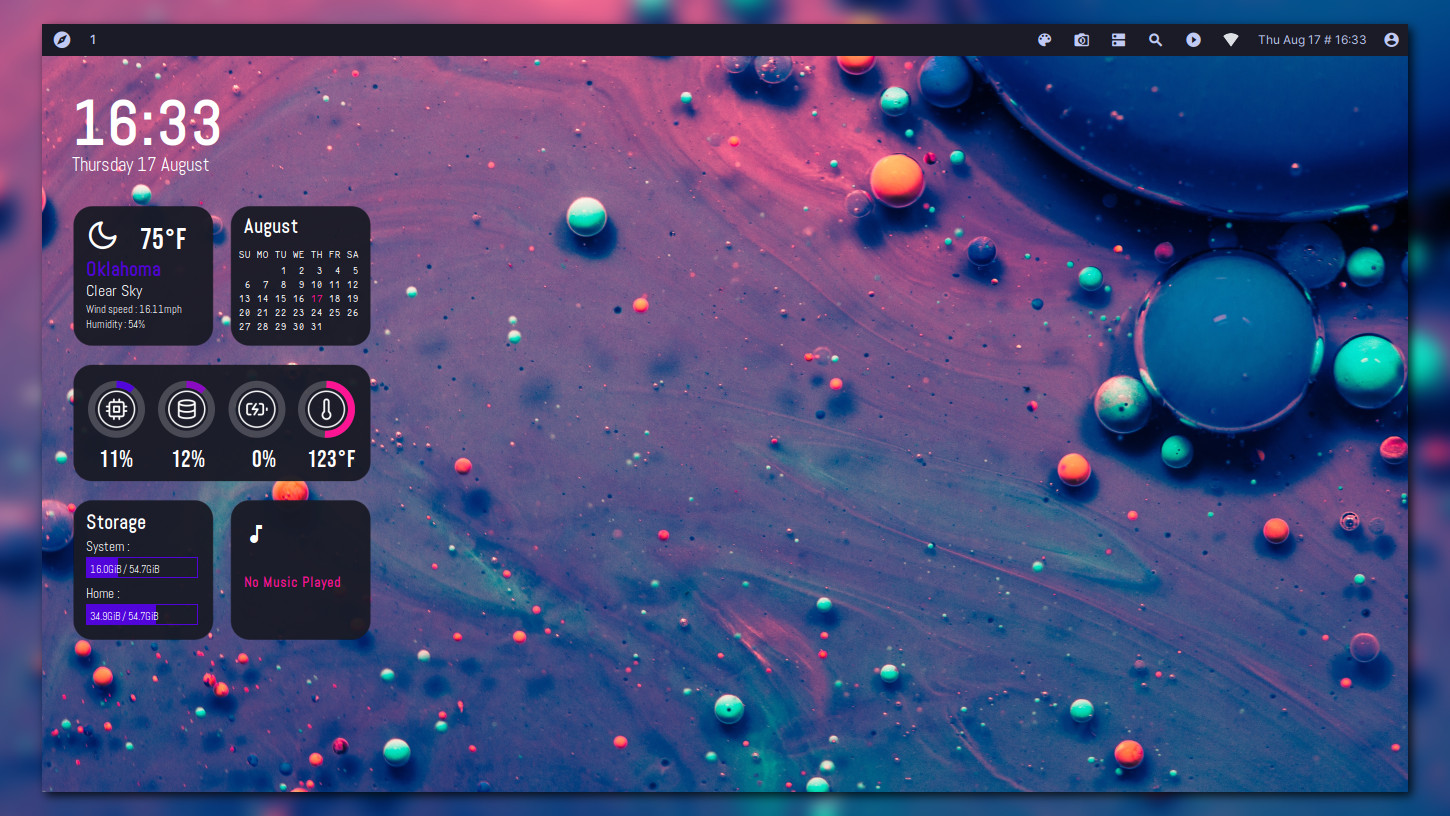 1
Thu Aug 17 # 16:33
16:33
Thursday 17 August
75°F
Oklahoma
Clear Sky
Wind speed : 16.11mph
Humidity : 54%
August
SU MO TU WE TH FR SA
1 2 3 4 5
6 7 8 9 10 11 12
13 14 15 16 17 18 19
20 21 22 23 24 25 26
27 28 29 30 31
11% 12% 0% 123°F
Storage
System :
16.0GiB / 54.7GiB
Home :
34.9GiB / 54.7GiB
No Music Played